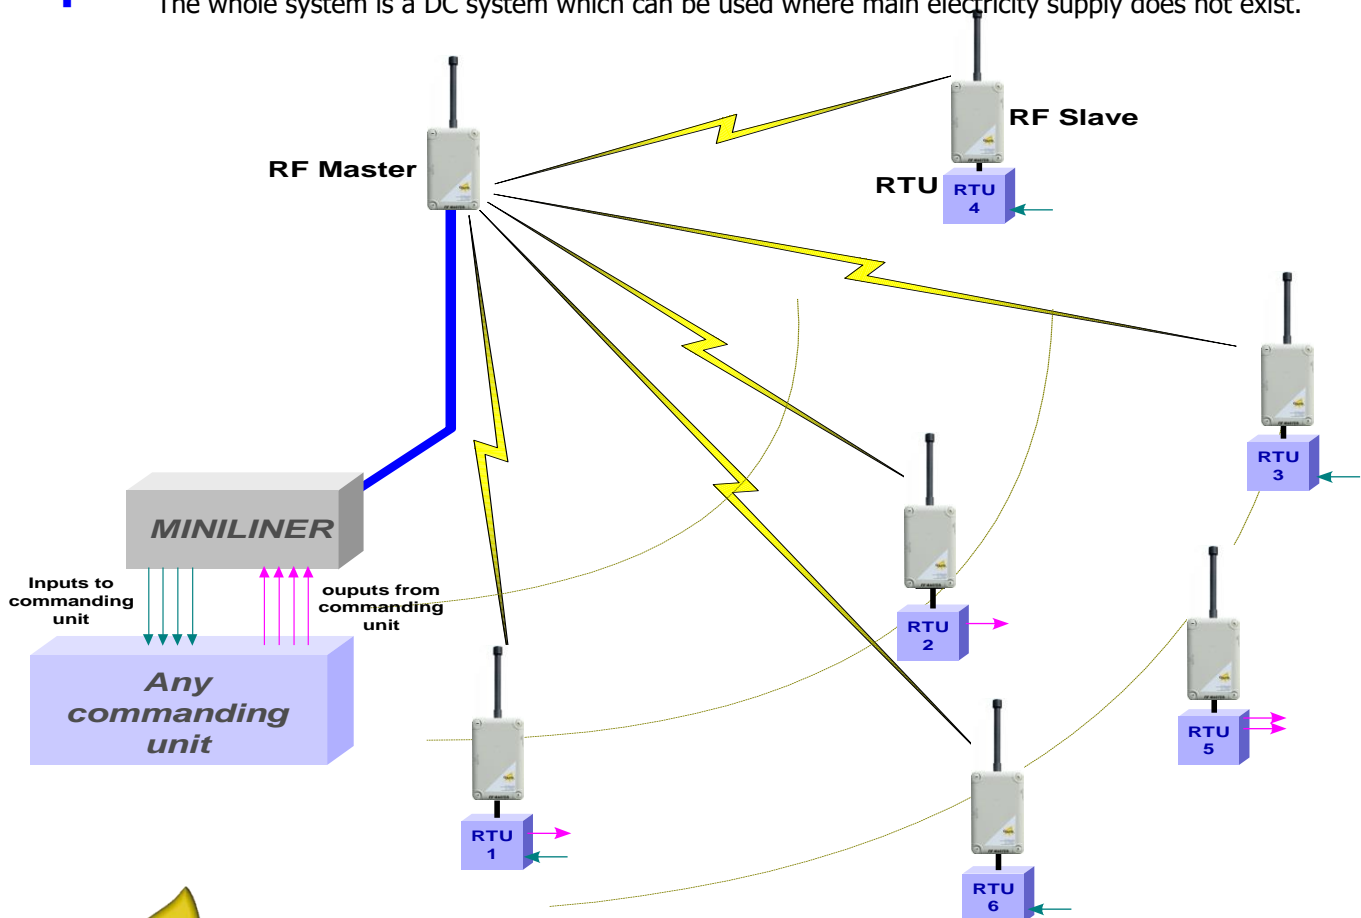 The whole system is a DC system which can be used where main electricity supply does not exist.
RF Slave
RF Master
RTU
RTU
4
RTU
3
MINILINER
Inputs to
commanding
unit
ouputs from
commanding
unit
RTU
2
Any
commanding
unit
RTU
5
RTU
1
RTU
6